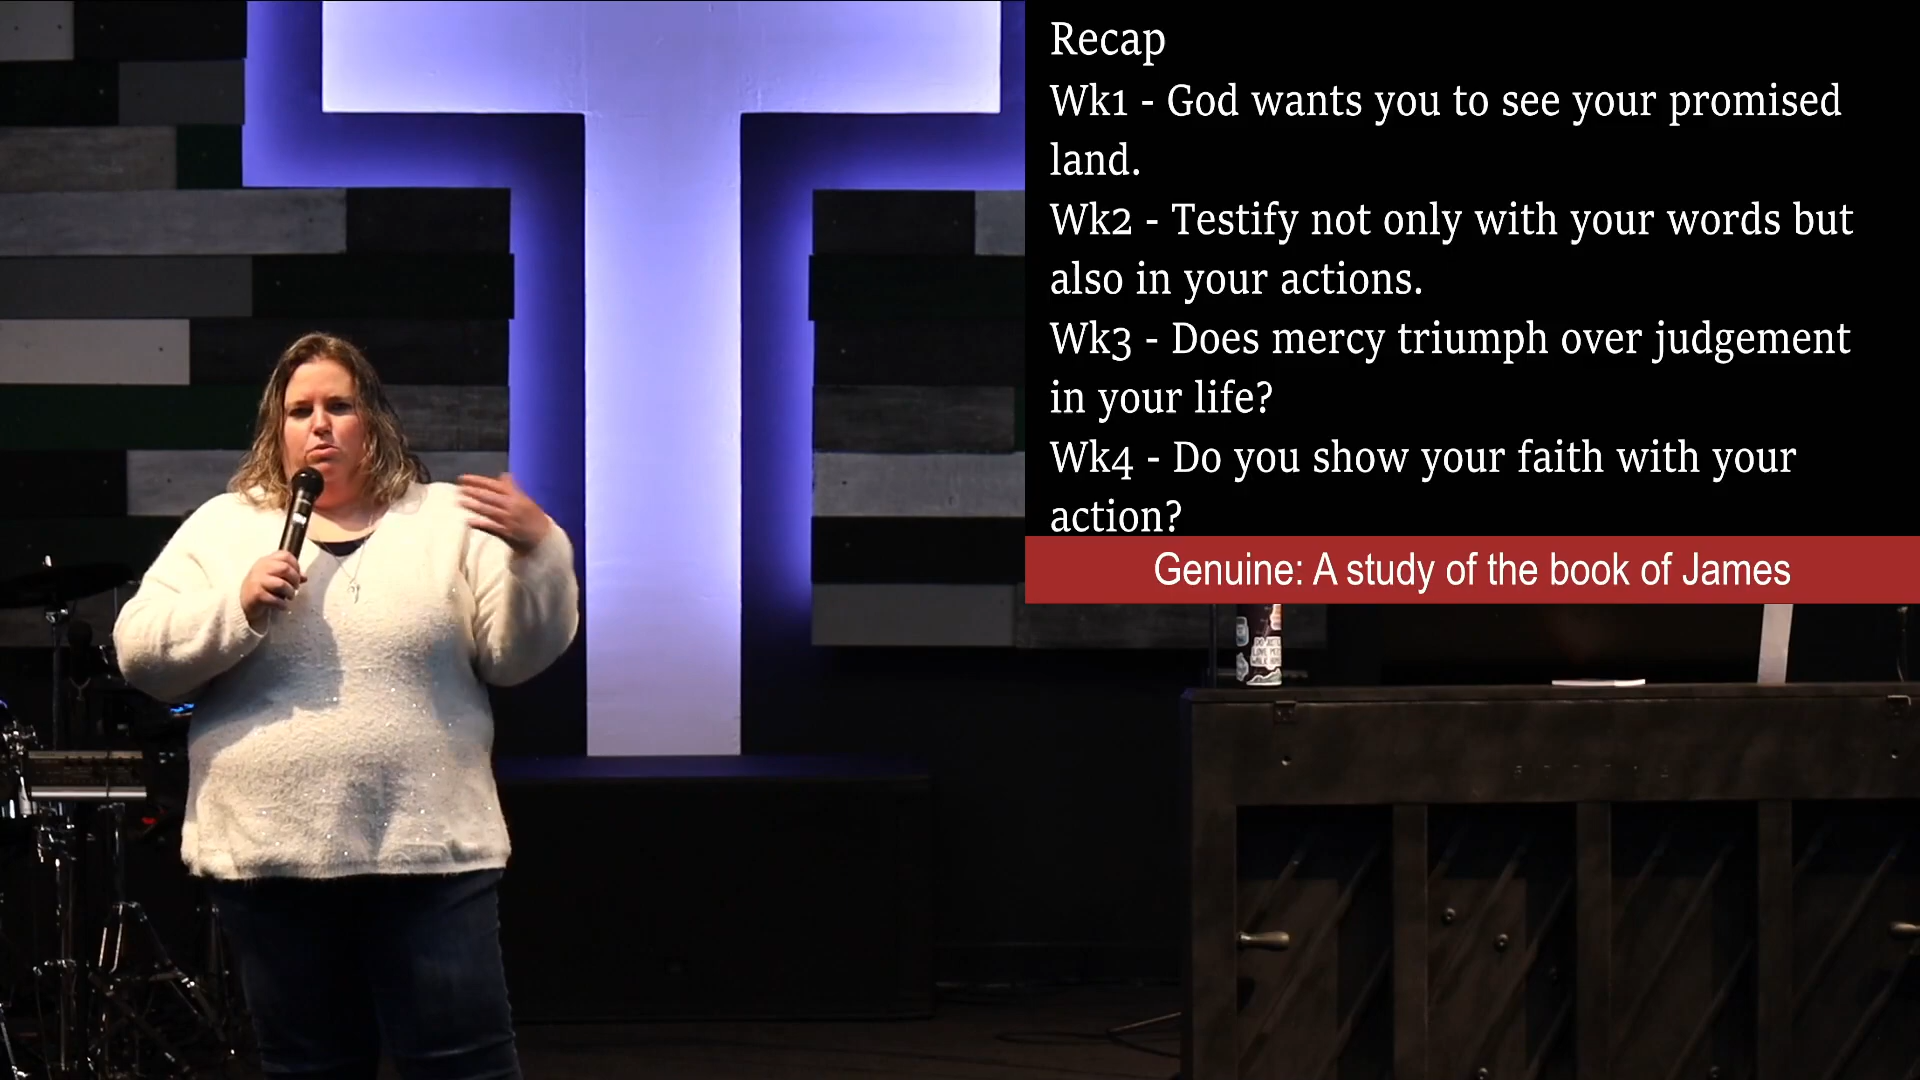 Recap
Wk1 - God wants you to see your promised
land.
Wk2 - Testify not only with your words but
also in your actions.
Wk3 - Does mercy triumph over judgement
in your life?
Wk4 - Do you show your faith with your
action?
Genuine: A study of the book of James